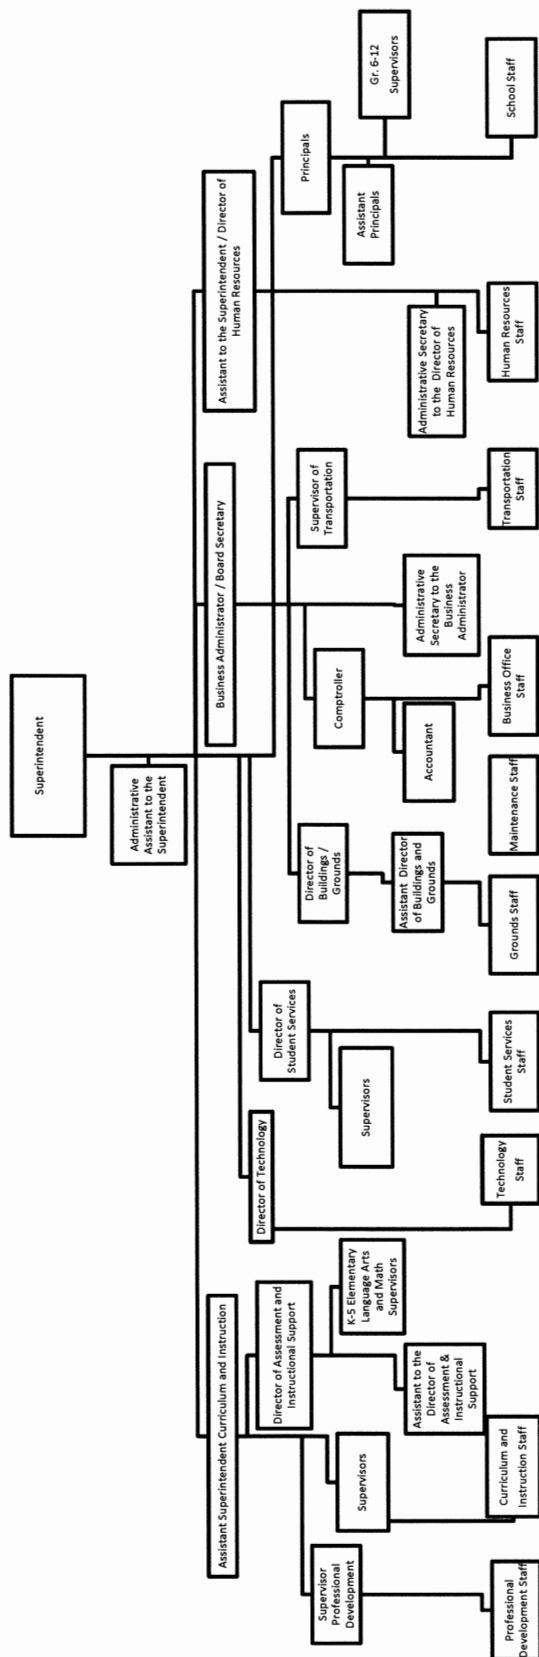 Superintendent
Administrative
Assistant to the
Superintendent
Assistant Superintendent Curriculum and Instruction
Business Administrator / Board Secretary
Assistant to the Superintendent / Director of
Human Resources
Director of Assessment and
Instructional Support
Director of Technology
Director of
Student Services
Principals
Supervisor
Professional
Development
Supervisors
K-5 Elementary
Language Arts
and Math
Supervisors
Supervisors
Director of
Buildings /
Grounds
Comptroller
Supervisor of
Transportation
Assistant
Principals
Gr. 6-12
Supervisors
Assistant to the
Director of
Assessment &
Instructional
Support
Assistant Director
of Buildings and
Grounds
Accountant
Administrative
Secretary to the
Business
Administrator
Administrative Secretary
to the Director of
Human Resources
Professional
Development Staff
Curriculum and
Instruction Staff
Technology
Staff
Student Services
Staff
Grounds Staff
Maintenance Staff
Business Office
Staff
Transportation
Staff
Human Resources
Staff
School Staff